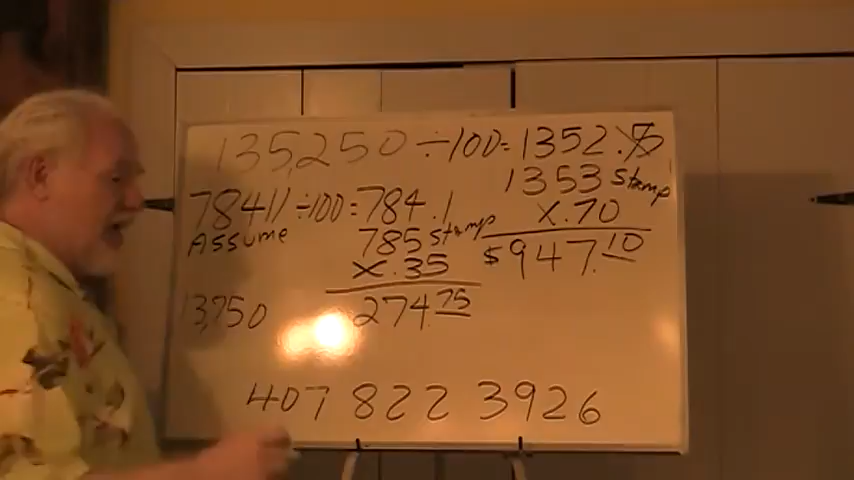 135,250 ÷ 100 = 1352.75
1353 stamp
x .70
$947.10
78411 ÷ 100 = 784.1
Assume
785 stamp
x .35
274.75
13,750
407 822 3926